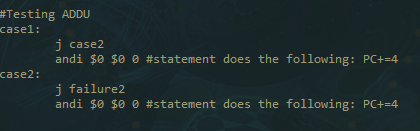 #Testing ADDU
case1:
j case2
andi $0 $0 0 #statement does the following: PC+=4
case2:
j failure2
andi $0 $0 0 #statement does the following: PC+=4